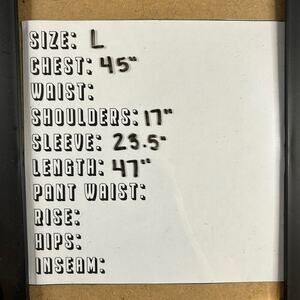 SIZE: L
CHEST: 45"
WAIST:
SHOULDERS: 17"
SLEEVE: 23.5"
LENGTH: 47"
PANT WAIST:
RISE:
HIPS:
INSEAM: